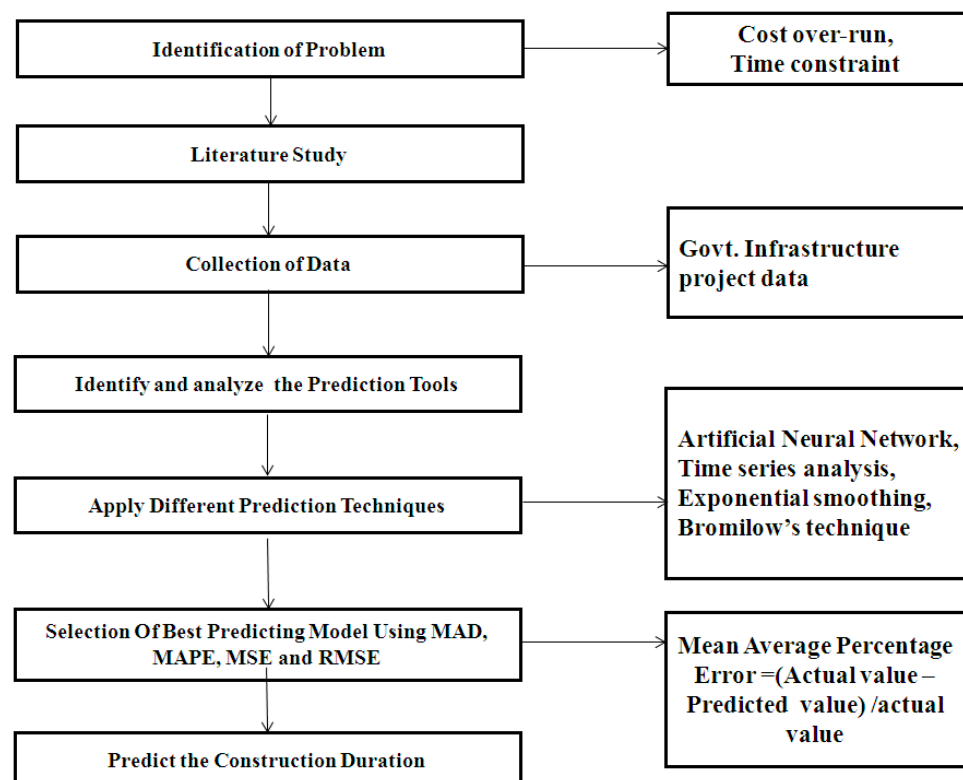 Identification of Problem
Cost over-run,
Time constraint
Literature Study
Collection of Data
Govt. Infrastructure
project data
Identify and analyze the Prediction Tools
Apply Different Prediction Techniques
Artificial Neural Network,
Time series analysis,
Exponential smoothing,
Bromilow’s technique
Selection Of Best Predicting Model Using MAD,
MAPE, MSE and RMSE
Mean Average Percentage
Error =(Actual value –
Predicted value) /actual
value
Predict the Construction Duration